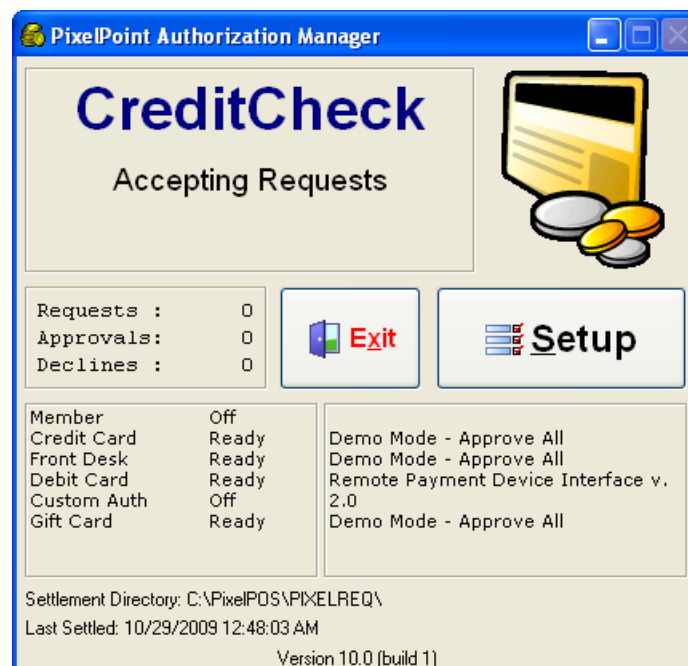 PixelPoint Authorization Manager
CreditCheck
Accepting Requests
Requests : 0
Approvals: 0
Declines : 0
Exit
Setup
Member Off
Credit Card Ready
Front Desk Ready
Debit Card Ready
Custom Auth Off
Gift Card Ready
Demo Mode - Approve All
Demo Mode - Approve All
Remote Payment Device Interface v.
2.0
Demo Mode - Approve All
Settlement Directory: C:\PixelPOS\PIXELREQ\
Last Settled: 10/29/2009 12:48:03 AM
Version 10.0 (build 1)